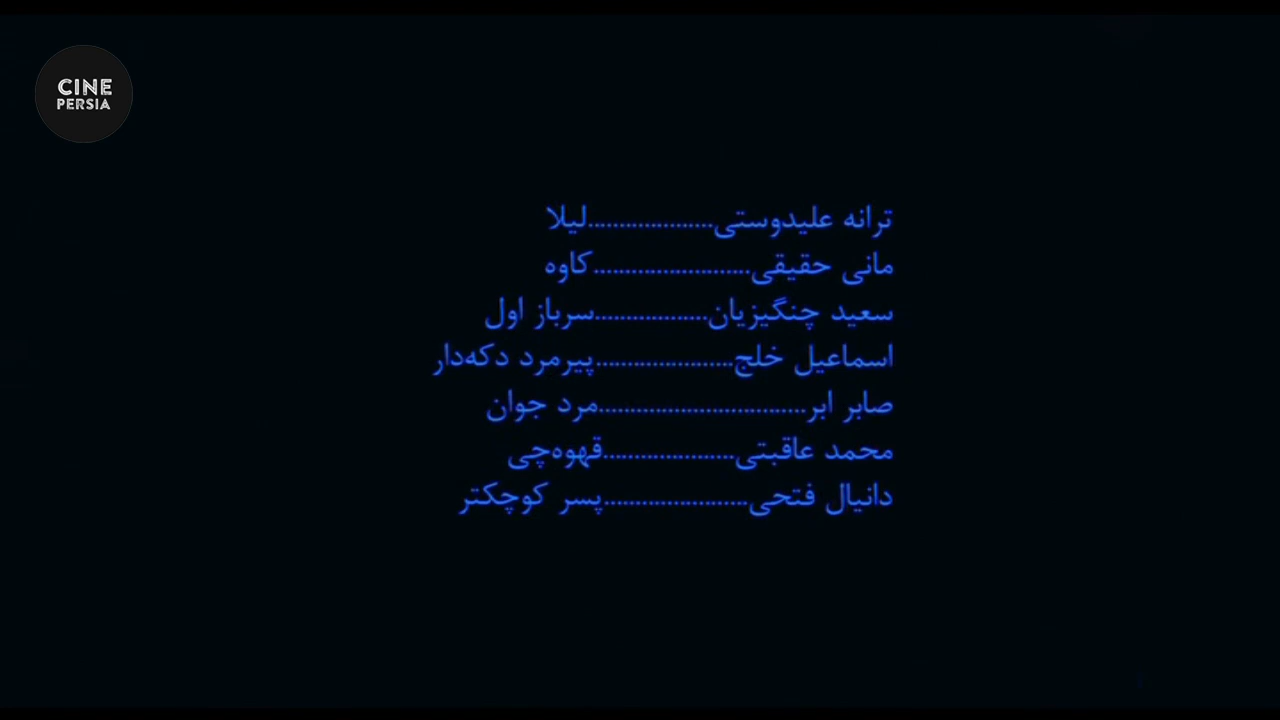 CINE
PERSIA
ترانه علیدوستی....................لیلا
مانی حقیقی.........................کاوه
سعید چنگیزیان..................سرباز اول
اسماعیل خلج......................پیرمرد دکه‌دار
صابر ابر.................................مرد جوان
محمد عاقبتی.....................قهوه‌چی
دانیال فتحی.......................پسر کوچکتر